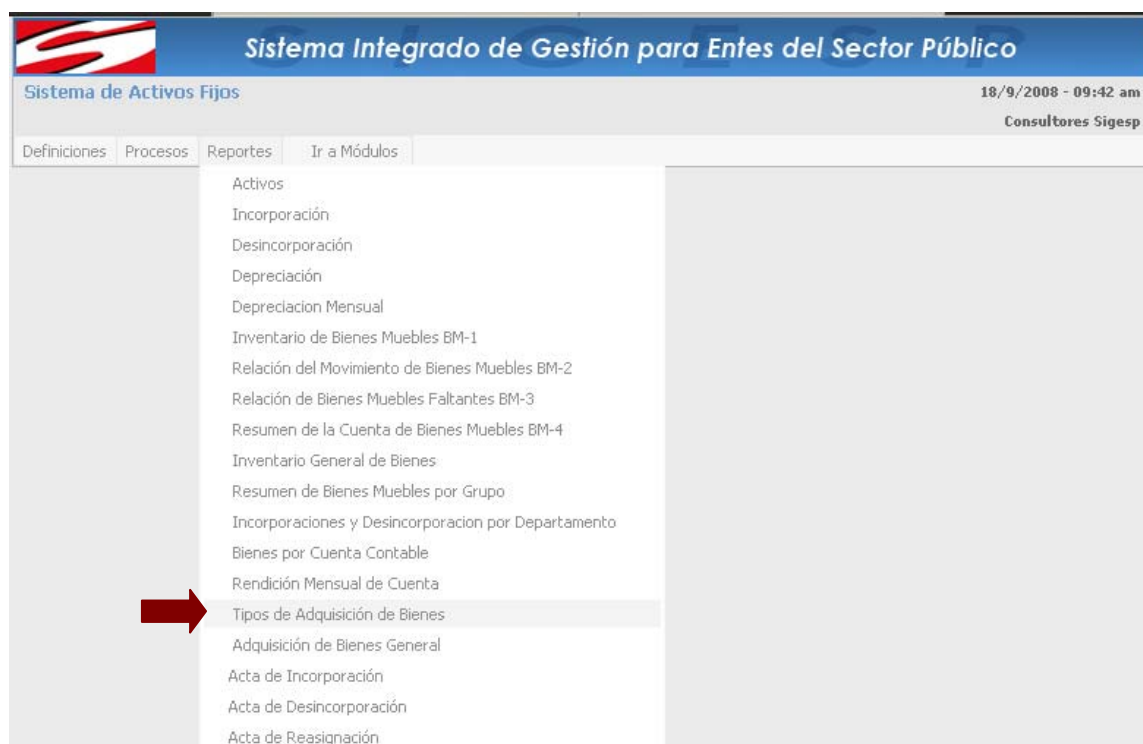 S I G E S P
Sistema Integrado de Gestión para Entes del Sector Público
Sistema de Activos Fijos 18/9/2008 - 09:42 am
Consultores Sigesp
Definiciones Procesos Reportes Ir a Módulos
Activos
Incorporación
Desincorporación
Depreciación
Depreciacion Mensual
Inventario de Bienes Muebles BM-1
Relación del Movimiento de Bienes Muebles BM-2
Relación de Bienes Muebles Faltantes BM-3
Resumen de la Cuenta de Bienes Muebles BM-4
Inventario General de Bienes
Resumen de Bienes Muebles por Grupo
Incorporaciones y Desincorporacion por Departamento
Bienes por Cuenta Contable
Rendición Mensual de Cuenta
Tipos de Adquisición de Bienes
Adquisición de Bienes General
Acta de Incorporación
Acta de Desincorporación
Acta de Reasignación